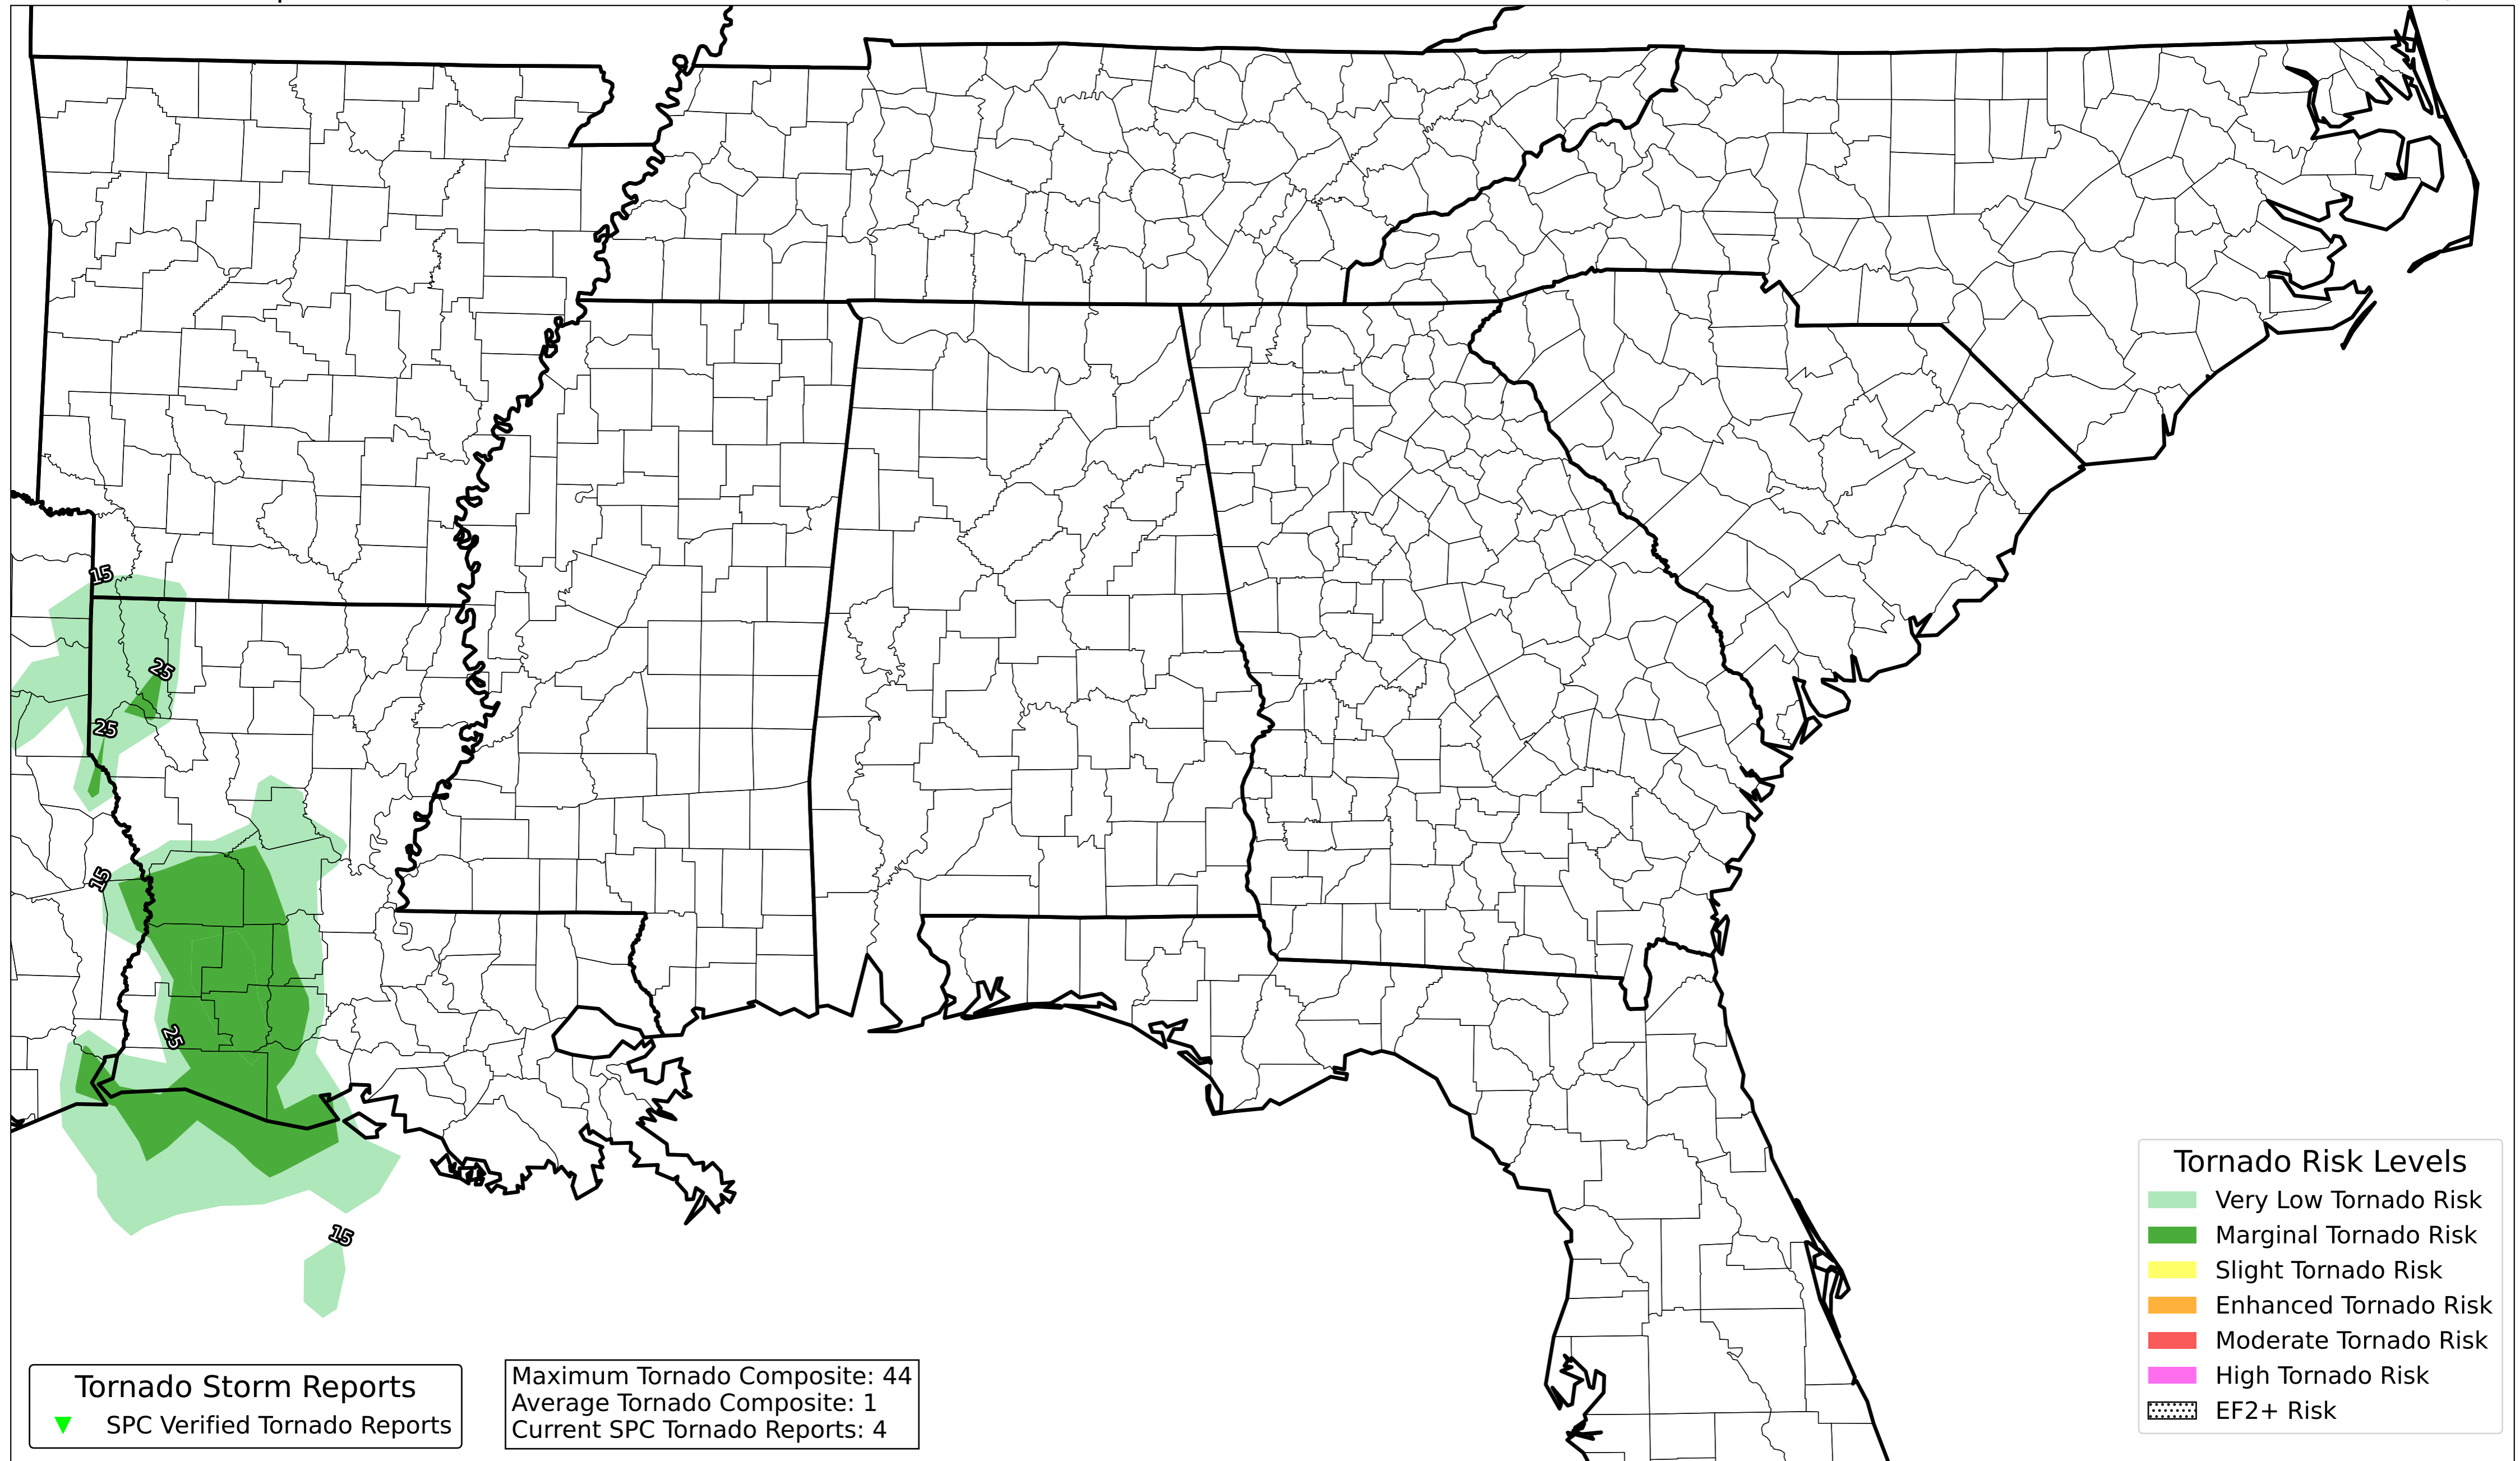 15
25
25
15
25
15
Tornado Risk Levels
Very Low Tornado Risk
Marginal Tornado Risk
Slight Tornado Risk
Enhanced Tornado Risk
Moderate Tornado Risk
High Tornado Risk
EF2+ Risk
Tornado Storm Reports
SPC Verified Tornado Reports
Maximum Tornado Composite: 44
Average Tornado Composite: 1
Current SPC Tornado Reports: 4